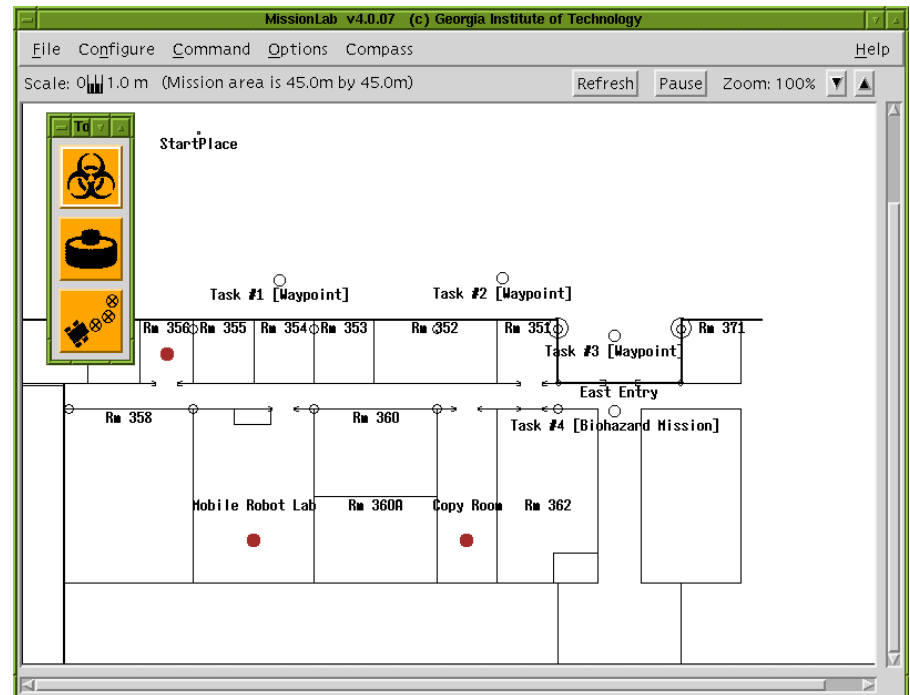 MissionLab v4.0.07 (c) Georgia Institute of Technology
File Configure Command Options Compass Help
Scale: 0 1.0 m (Mission area is 45.0m by 45.0m) Refresh Pause Zoom: 100%
To
StartPlace
Task #1 [Waypoint] Task #2 [Waypoint]
Rm 356 Rm 355 Rm 354 Rm 353 Rm 352 Rm 351 Rm 371
Task #3 [Waypoint]
East Entry
Rm 358 Rm 360 Task #4 [Biohazard Mission]
Mobile Robot Lab Rm 360A Copy Room Rm 362